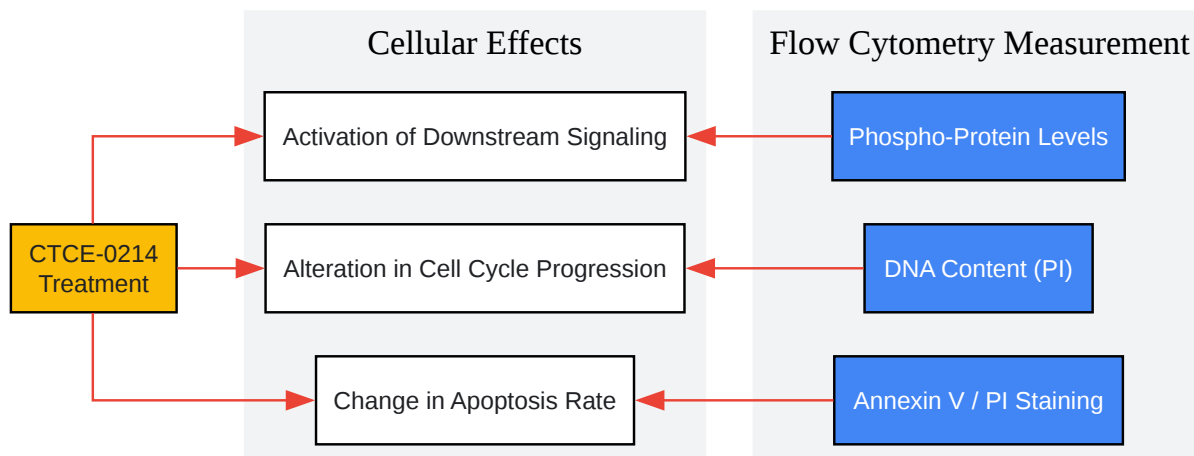 Cellular Effects
Flow Cytometry Measurement
Activation of Downstream Signaling
Phospho-Protein Levels
CTCE-0214
Treatment
Alteration in Cell Cycle Progression
DNA Content (PI)
Change in Apoptosis Rate
Annexin V / PI Staining